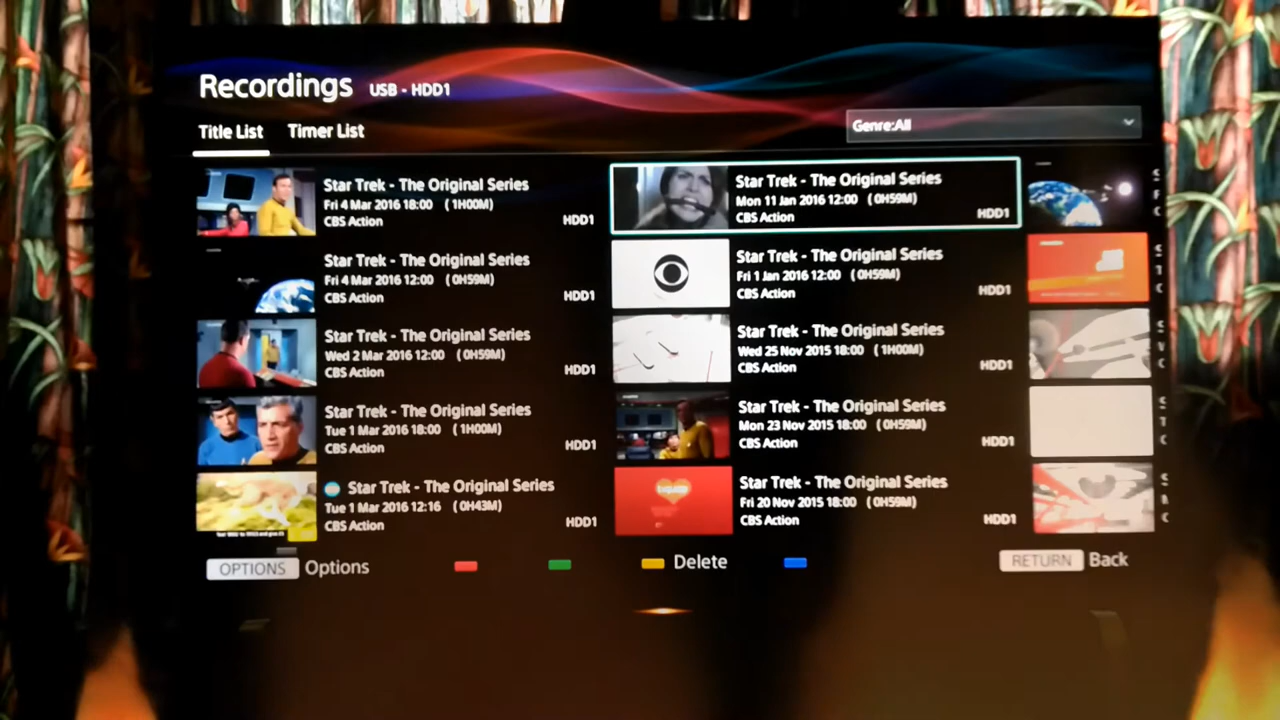 Recordings USB - HDD1
Title List Timer List
Genre:All
Star Trek - The Original Series
Fri 4 Mar 2016 18:00 (1H00M)
CBS Action HDD1
Star Trek - The Original Series
Fri 4 Mar 2016 12:00 (0H59M)
CBS Action HDD1
Star Trek - The Original Series
Wed 2 Mar 2016 12:00 (0H59M)
CBS Action HDD1
Star Trek - The Original Series
Tue 1 Mar 2016 18:00 (1H00M)
CBS Action HDD1
Star Trek - The Original Series
Tue 1 Mar 2016 12:16 (0H43M)
CBS Action HDD1
Star Trek - The Original Series
Mon 11 Jan 2016 12:00 (0H59M)
CBS Action HDD1
Star Trek - The Original Series
Fri 1 Jan 2016 12:00 (0H59M)
CBS Action HDD1
Star Trek - The Original Series
Wed 25 Nov 2015 18:00 (1H00M)
CBS Action HDD1
Star Trek - The Original Series
Mon 23 Nov 2015 18:00 (0H59M)
CBS Action HDD1
Star Trek - The Original Series
Fri 20 Nov 2015 18:00 (0H59M)
CBS Action HDD1
OPTIONS Options Delete RETURN Back